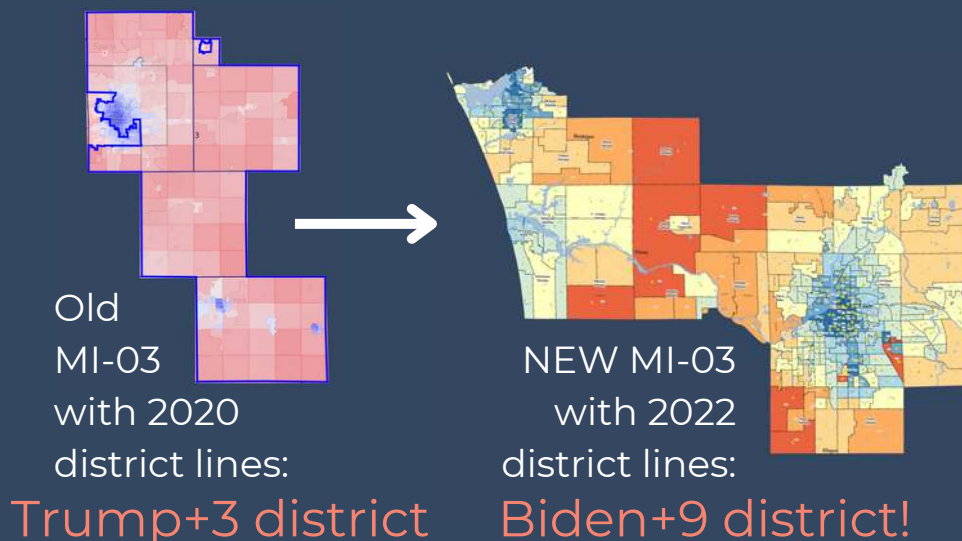 3
Old
MI-03
with 2020
district lines:
Trump+3 district
NEW MI-03
with 2022
district lines:
Biden+9 district!